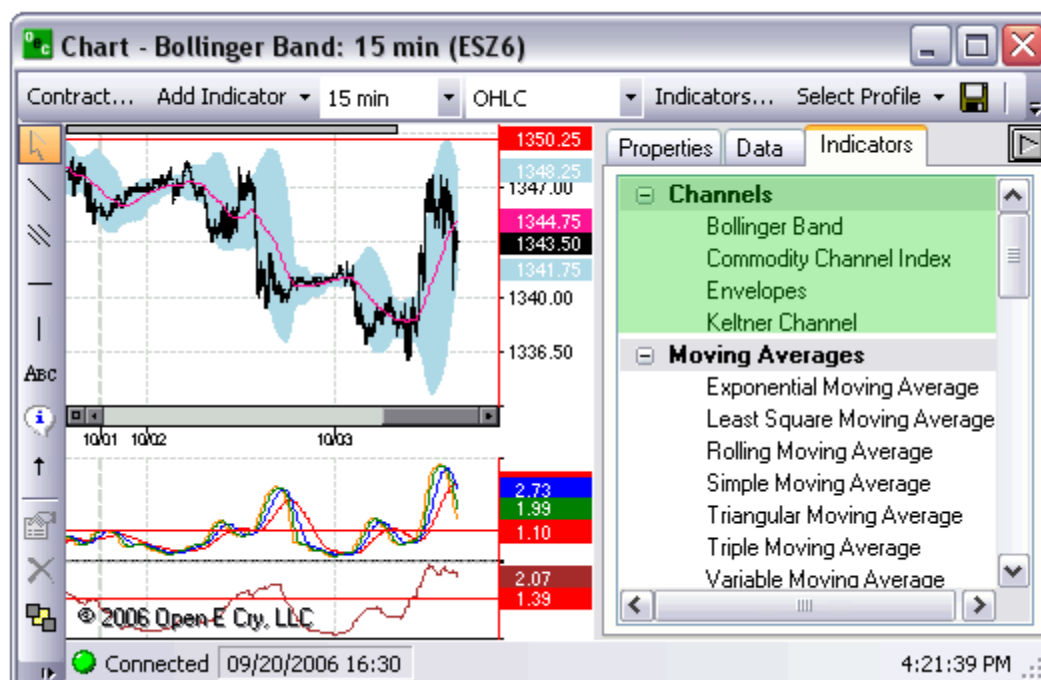 Oec Chart - Bollinger Band: 15 min (ESZ6)
Contract... Add Indicator 15 min OHLC Indicators... Select Profile
ABC
1350.25
1348.25
1347.00
1344.75
1343.50
1341.75
1340.00
1336.50
10/01 10/02 10/03
2.73
1.99
1.10
2.07
1.39
© 2006 Open E Cry, LLC
Properties Data Indicators
Channels
Bollinger Band
Commodity Channel Index
Envelopes
Keltner Channel
Moving Averages
Exponential Moving Average
Least Square Moving Average
Rolling Moving Average
Simple Moving Average
Triangular Moving Average
Triple Moving Average
Variable Moving Average
Connected 09/20/2006 16:30 4:21:39 PM